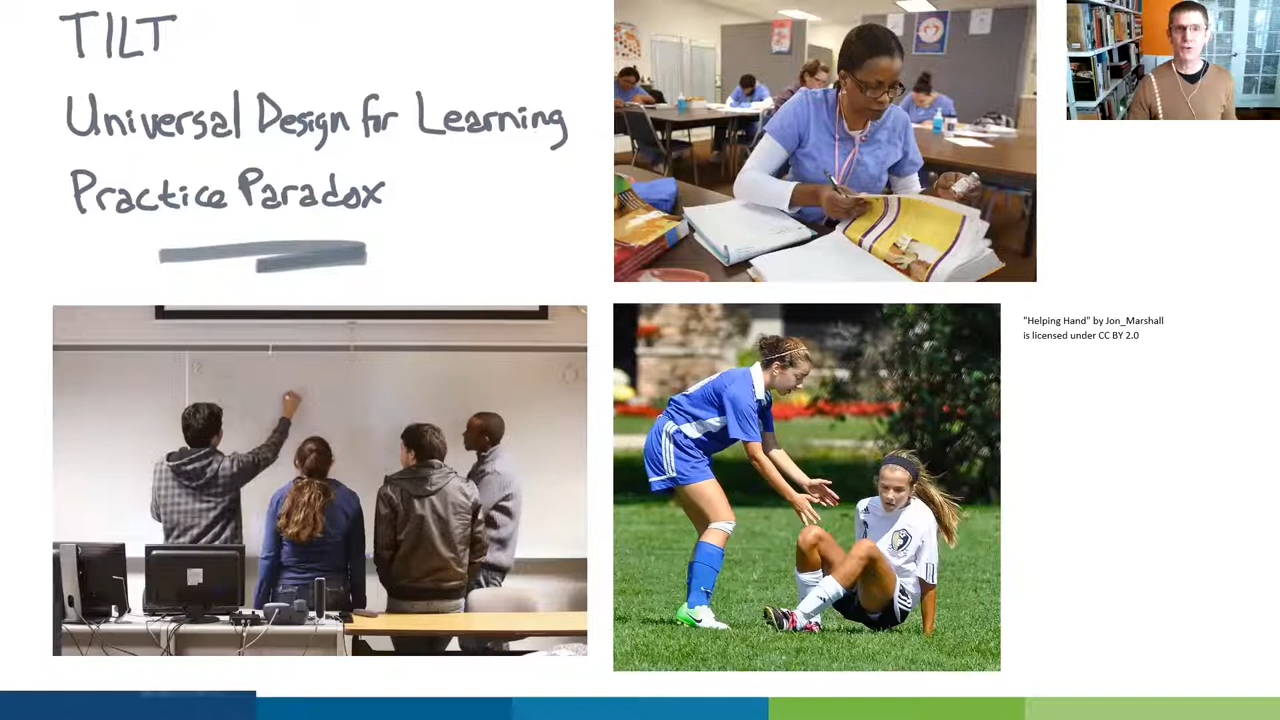 TILT
Universal Design for Learning
Practice Paradox
"Helping Hand" by Jon_Marshall
is licensed under CC BY 2.0